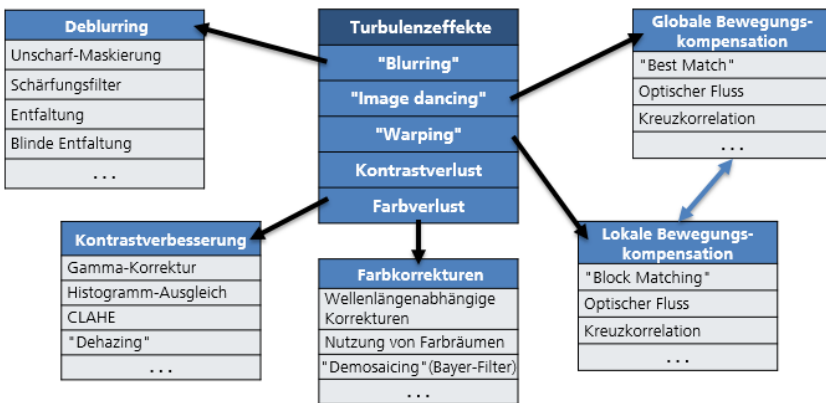 Deblurring
Unscharf-Maskierung
Schärfungsfilter
Entfaltung
Blinde Entfaltung
...
Turbulenzeffekte
"Blurring"
"Image dancing"
"Warping"
Kontrastverlust
Farbverlust
Globale Bewegungs-
kompensation
"Best Match"
Optischer Fluss
Kreuzkorrelation
...
Kontrastverbesserung
Gamma-Korrektur
Histogramm-Ausgleich
CLAHE
"Dehazing"
...
Farbkorrekturen
Wellenlängenabhängige
Korrekturen
Nutzung von Farbräumen
"Demosaicing"(Bayer-Filter)
...
Lokale Bewegungs-
kompensation
"Block Matching"
Optischer Fluss
Kreuzkorrelation
...